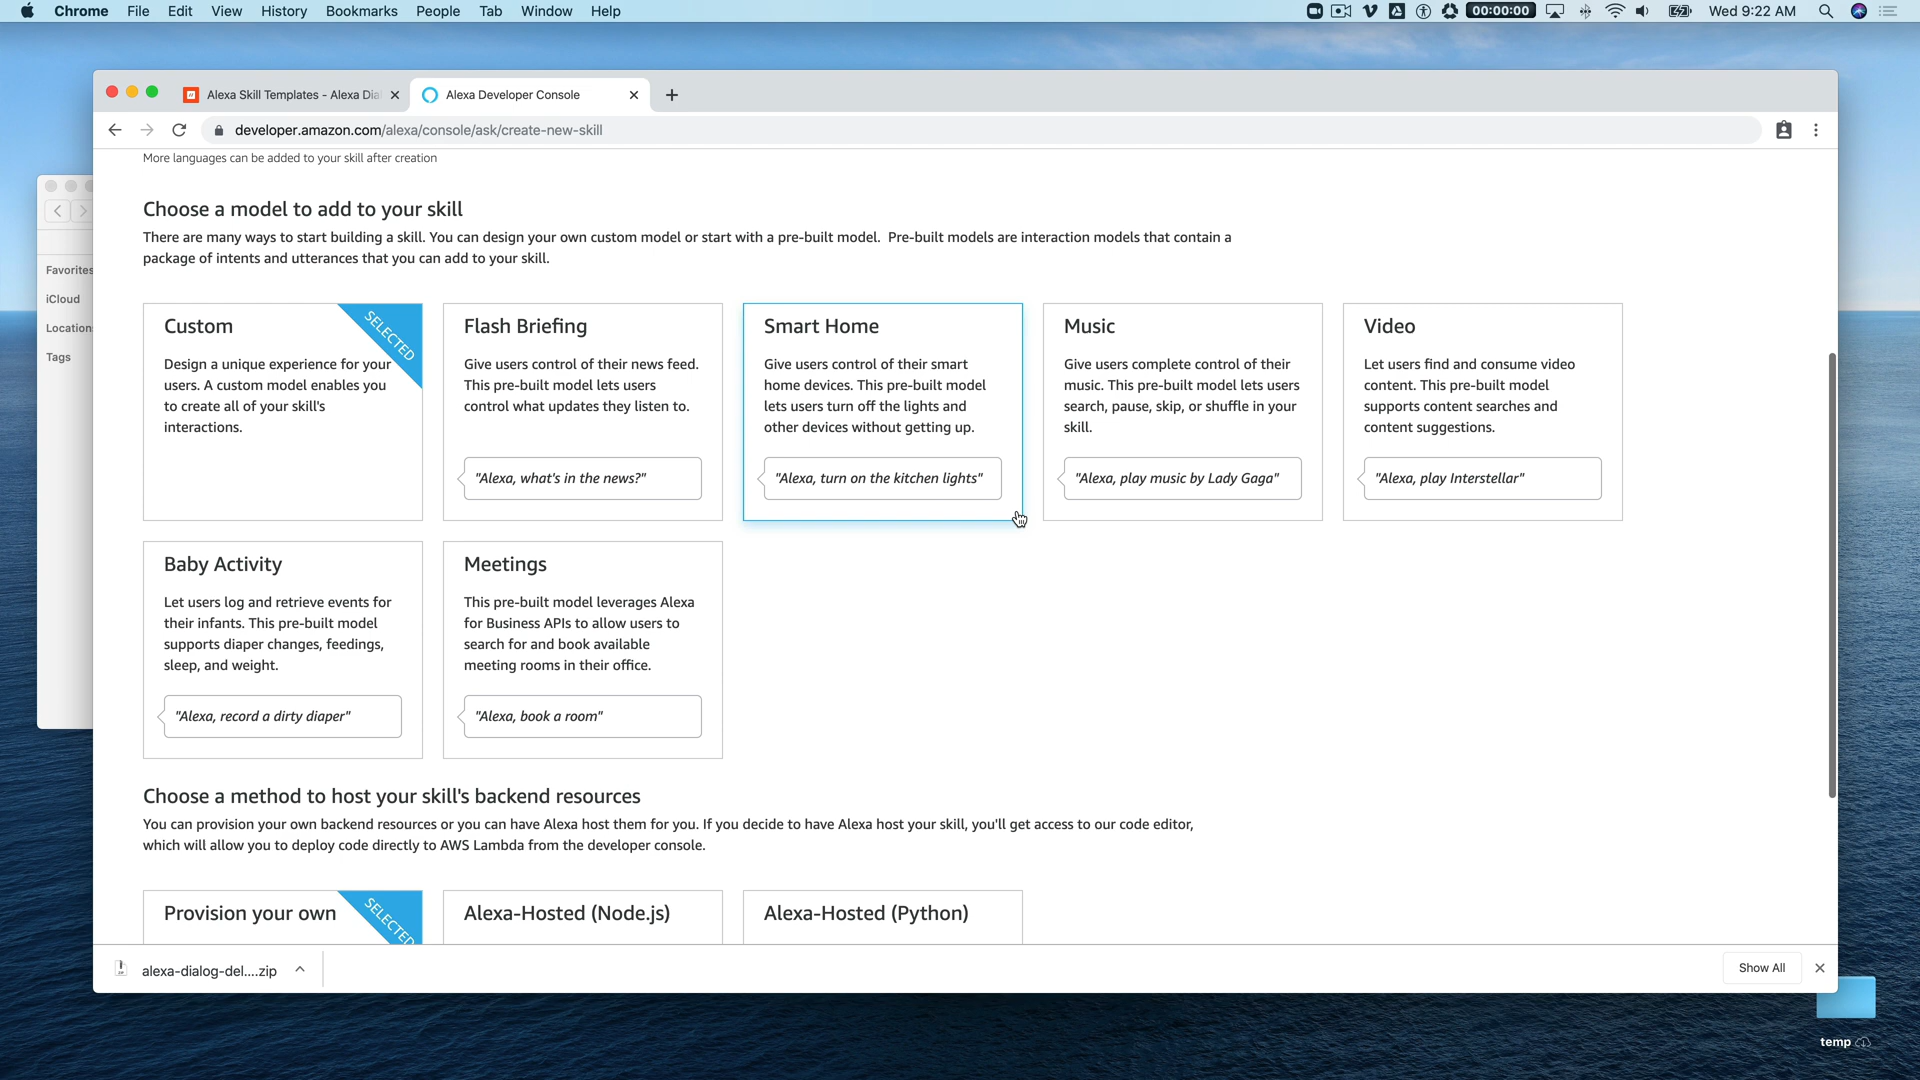 Chrome File Edit View History Bookmarks People Tab Window Help
00:00:00 Wed 9:22 AM
Alexa Skill Templates - Alexa Dia
Alexa Developer Console
developer.amazon.com/alexa/console/ask/create-new-skill
More languages can be added to your skill after creation
Favorites
iCloud
Location
Tags
Choose a model to add to your skill
There are many ways to start building a skill. You can design your own custom model or start with a pre-built model. Pre-built models are interaction models that contain a
package of intents and utterances that you can add to your skill.
Custom
SELECTED
Design a unique experience for your
users. A custom model enables you
to create all of your skill's
interactions.
Flash Briefing
Give users control of their news feed.
This pre-built model lets users
control what updates they listen to.
"Alexa, what's in the news?"
Smart Home
Give users control of their smart
home devices. This pre-built model
lets users turn off the lights and
other devices without getting up.
"Alexa, turn on the kitchen lights"
Music
Give users complete control of their
music. This pre-built model lets users
search, pause, skip, or shuffle in your
skill.
"Alexa, play music by Lady Gaga"
Video
Let users find and consume video
content. This pre-built model
supports content searches and
content suggestions.
"Alexa, play Interstellar"
Baby Activity
Let users log and retrieve events for
their infants. This pre-built model
supports diaper changes, feedings,
sleep, and weight.
"Alexa, record a dirty diaper"
Meetings
This pre-built model leverages Alexa
for Business APIs to allow users to
search for and book available
meeting rooms in their office.
"Alexa, book a room"
Choose a method to host your skill's backend resources
You can provision your own backend resources or you can have Alexa host them for you. If you decide to have Alexa host your skill, you'll get access to our code editor,
which will allow you to deploy code directly to AWS Lambda from the developer console.
Provision your own
SELECTED
Alexa-Hosted (Node.js)
Alexa-Hosted (Python)
alexa-dialog-del....zip
Show All
temp